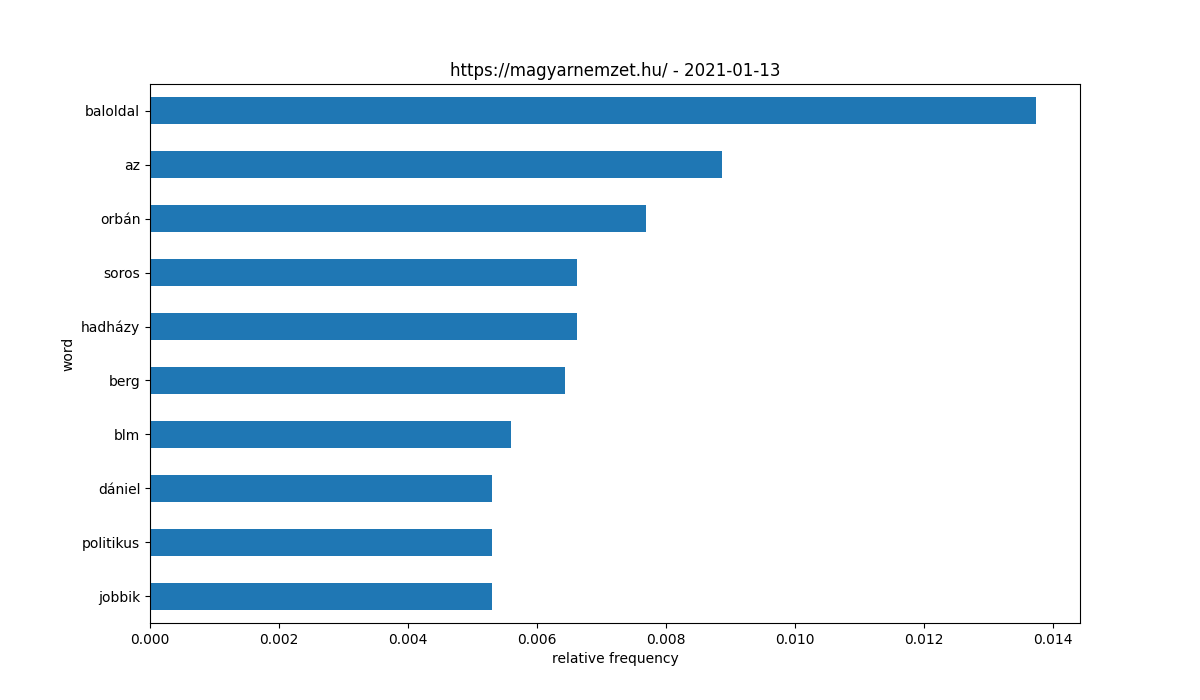 https://magyarnemzet.hu/ - 2021-01-13
baloldal
az
orbán
soros
hadházy
berg
blm
dániel
politikus
jobbik
word
0.000 0.002 0.004 0.006 0.008 0.010 0.012 0.014
relative frequency